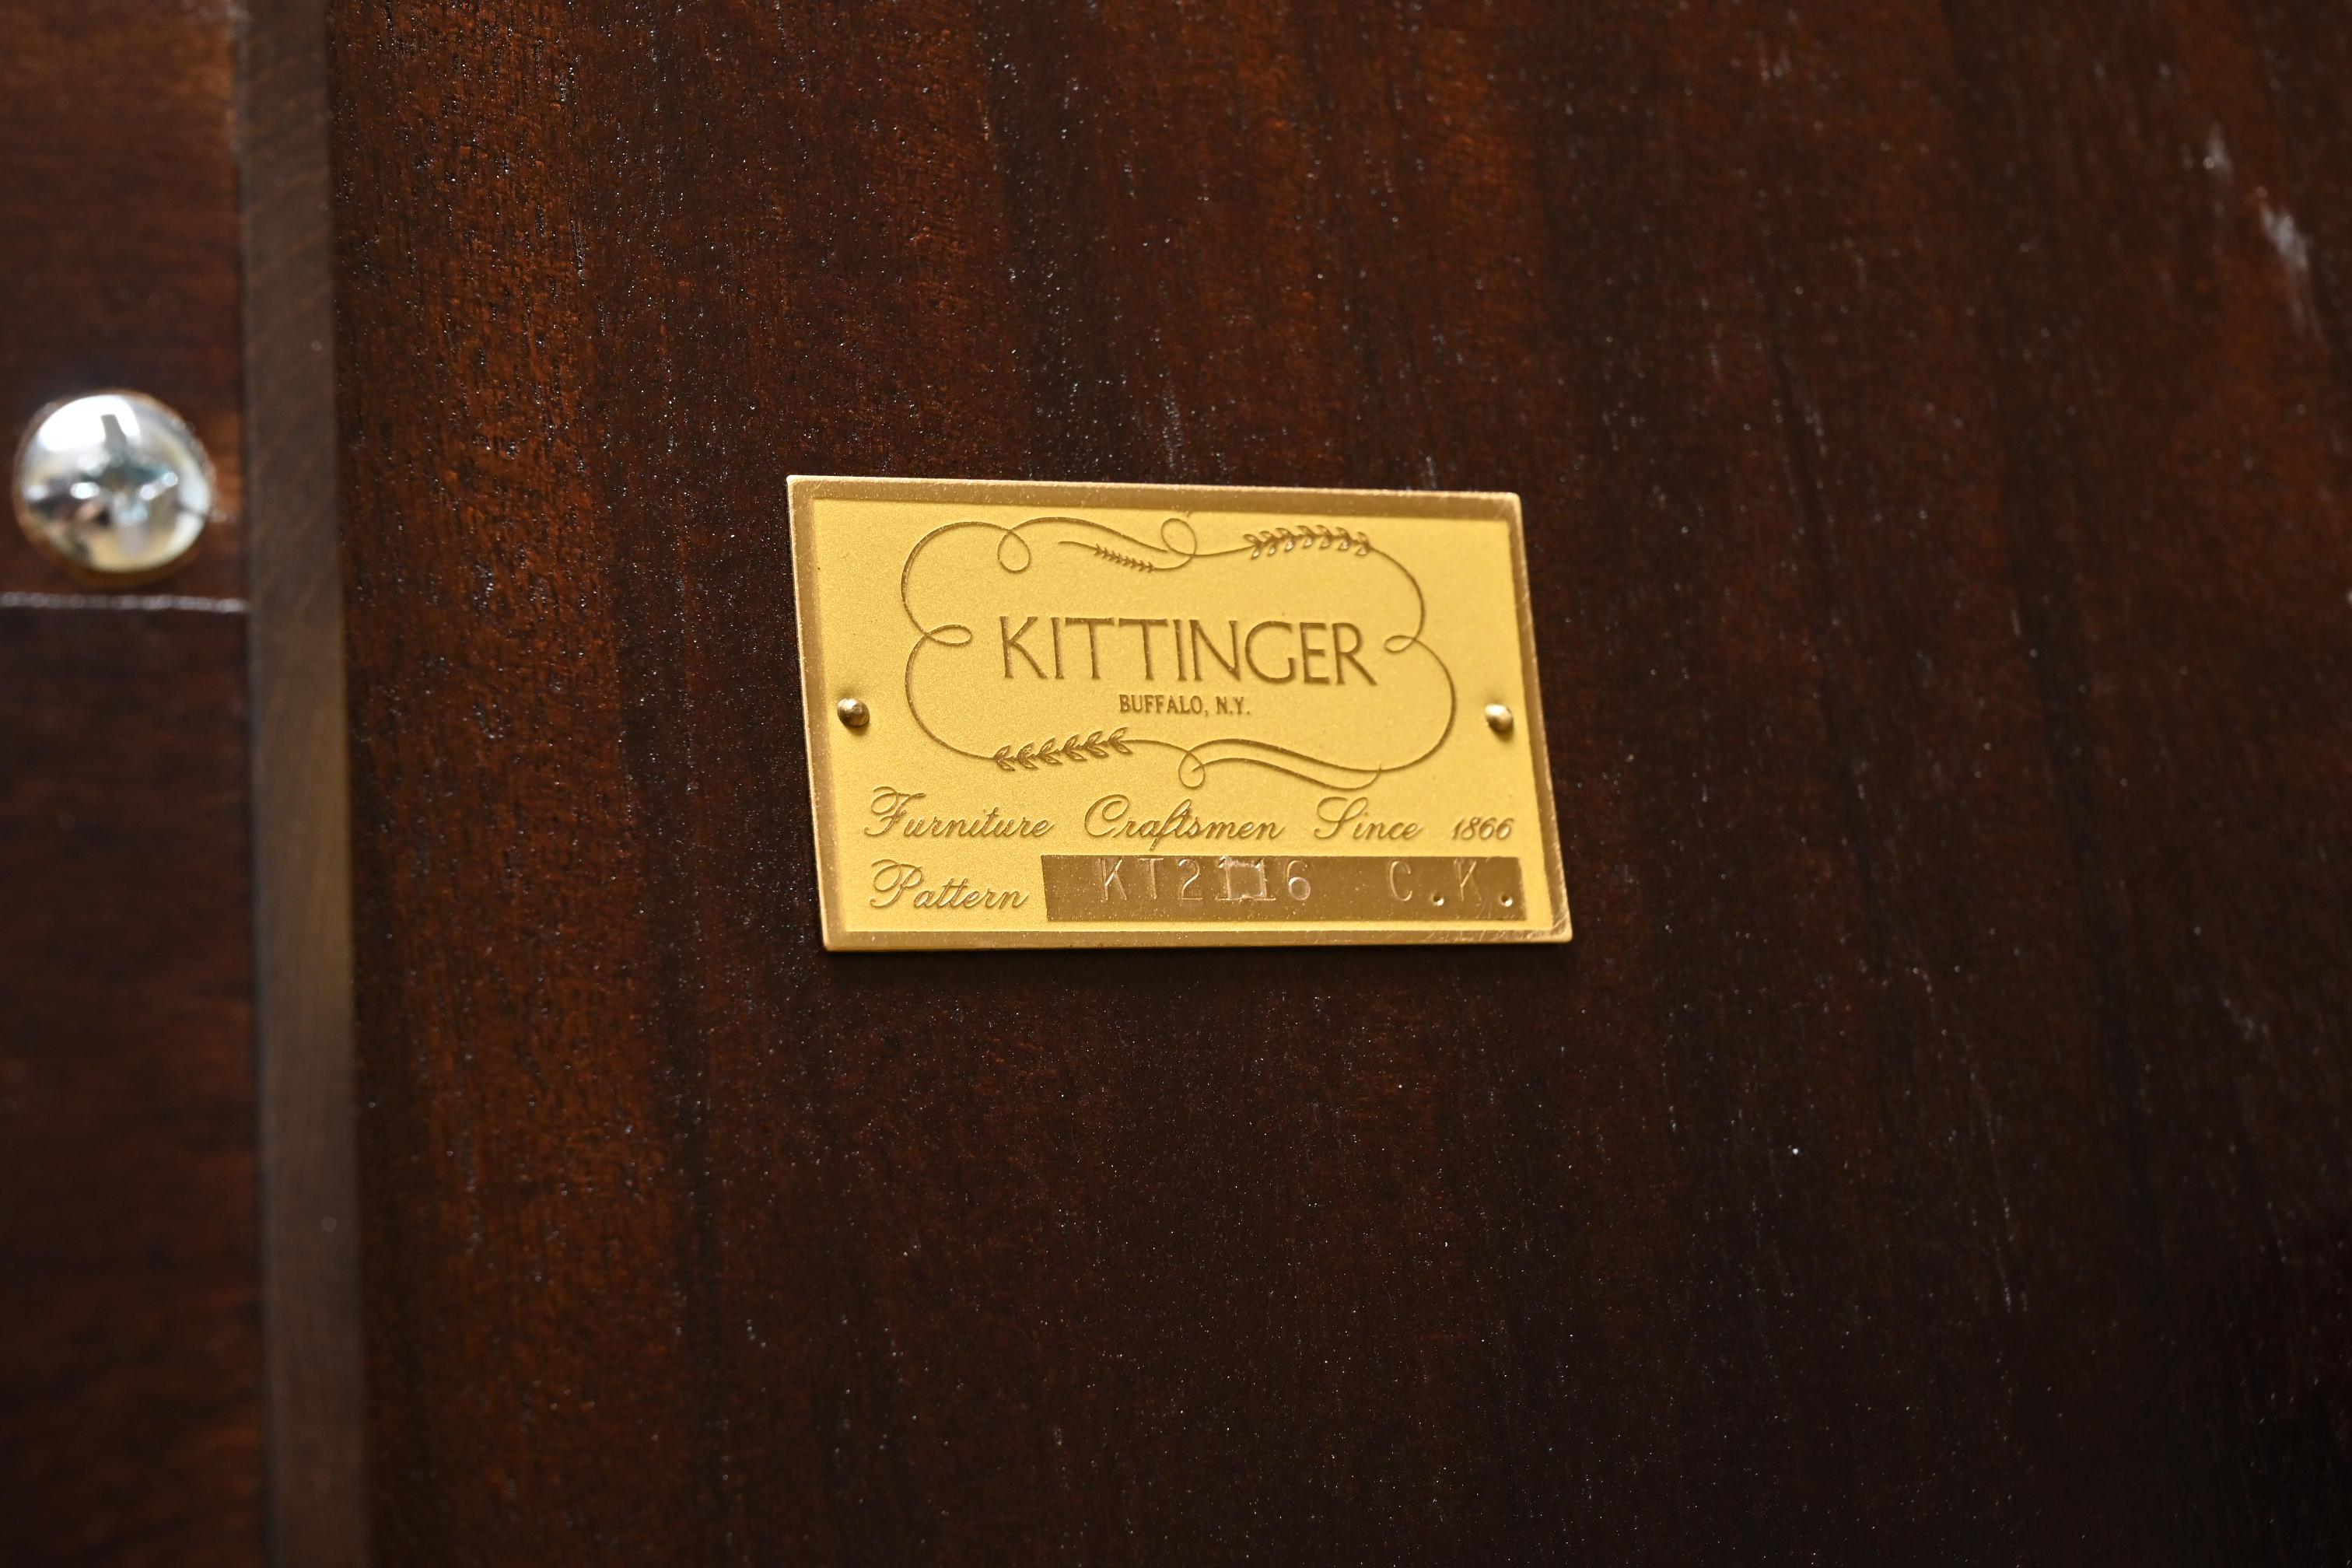 KITTINGER
BUFFALO, N.Y.
Furniture Craftsmen Since 1866
Pattern KT2116 C.K.